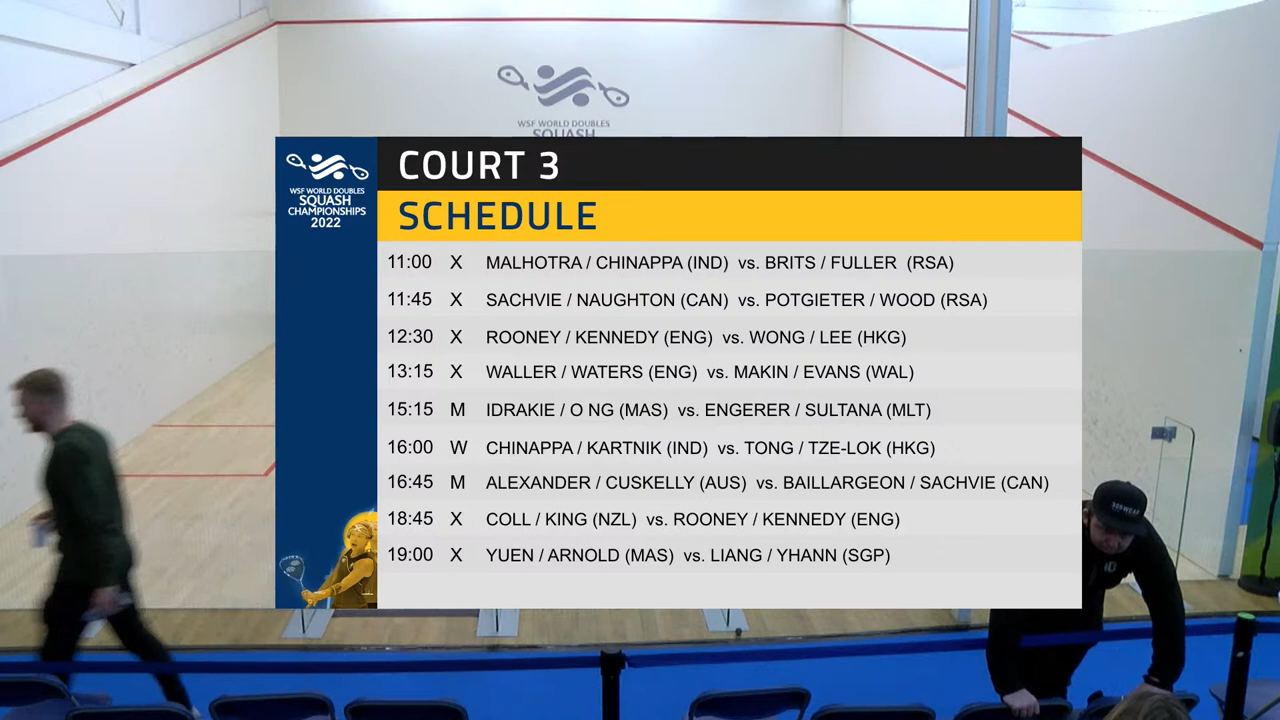 WSF WORLD DOUBLES
SQUASH
COURT 3
WSF WORLD DOUBLES
SQUASH
CHAMPIONSHIPS
2022
SCHEDULE
11:00 X MALHOTRA / CHINAPPA (IND) vs. BRITS / FULLER (RSA)
11:45 X SACHVIE / NAUGHTON (CAN) vs. POTGIETER / WOOD (RSA)
12:30 X ROONEY / KENNEDY (ENG) vs. WONG / LEE (HKG)
13:15 X WALLER / WATERS (ENG) vs. MAKIN / EVANS (WAL)
15:15 M IDRAKIE / O NG (MAS) vs. ENGERER / SULTANA (MLT)
16:00 W CHINAPPA / KARTNIK (IND) vs. TONG / TZE-LOK (HKG)
16:45 M ALEXANDER / CUSKELLY (AUS) vs. BAILLARGEON / SACHVIE (CAN)
18:45 X COLL / KING (NZL) vs. ROONEY / KENNEDY (ENG)
19:00 X YUEN / ARNOLD (MAS) vs. LIANG / YHANN (SGP)